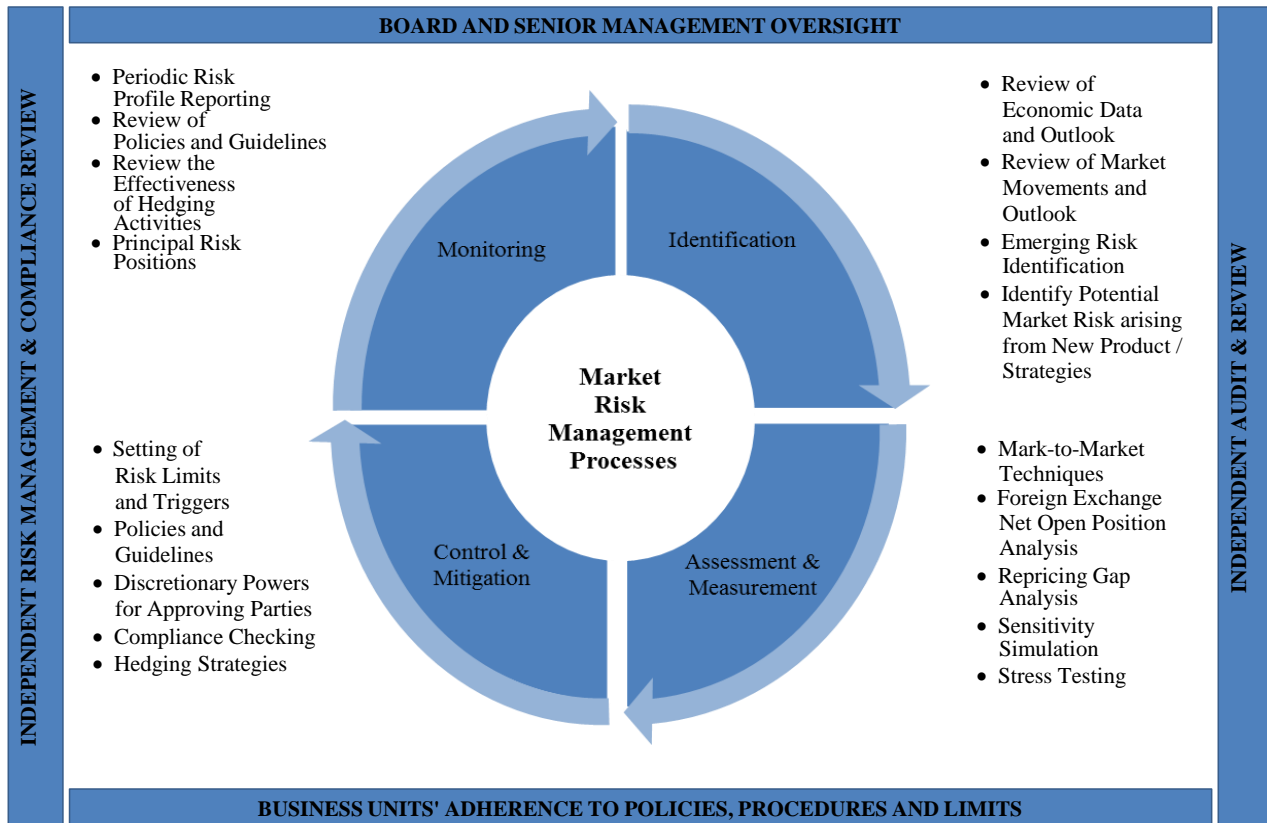 BOARD AND SENIOR MANAGEMENT OVERSIGHT
INDEPENDENT RISK MANAGEMENT & COMPLIANCE REVIEW
• Periodic Risk
Profile Reporting
• Review of
Policies and Guidelines
• Review the
Effectiveness
of Hedging
Activities
• Principal Risk
Positions
Monitoring
Identification
• Review of
Economic Data
and Outlook
• Review of Market
Movements and
Outlook
• Emerging Risk
Identification
• Identify Potential
Market Risk arising
from New Product /
Strategies
Market
Risk
Management
Processes
• Setting of
Risk Limits
and Triggers
• Policies and
Guidelines
• Discretionary Powers
for Approving Parties
• Compliance Checking
• Hedging Strategies
Control &
Mitigation
Assessment &
Measurement
• Mark-to-Market
Techniques
• Foreign Exchange
Net Open Position
Analysis
• Repricing Gap
Analysis
• Sensitivity
Simulation
• Stress Testing
INDEPENDENT AUDIT & REVIEW
BUSINESS UNITS' ADHERENCE TO POLICIES, PROCEDURES AND LIMITS